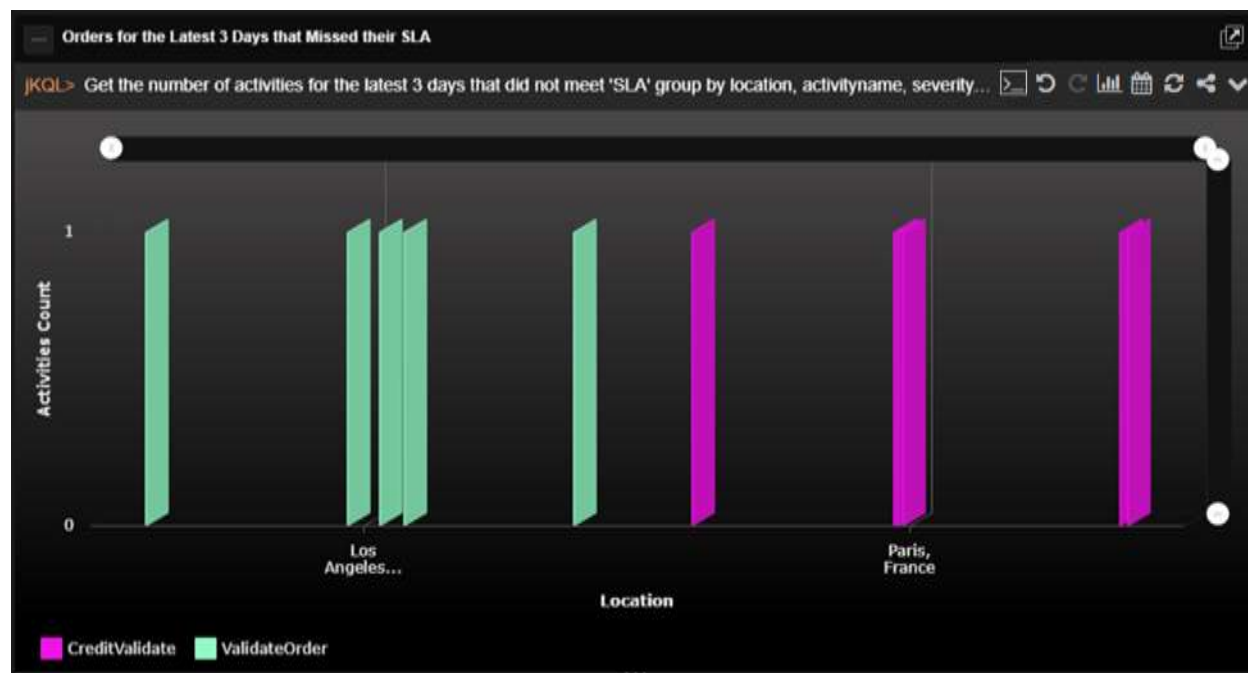 Orders for the Latest 3 Days that Missed their SLA
jKQL> Get the number of activities for the latest 3 days that did not meet 'SLA' group by location, activityname, severity...
1
Activities Count
0
Los
Angeles...
Paris,
France
Location
CreditValidate
ValidateOrder